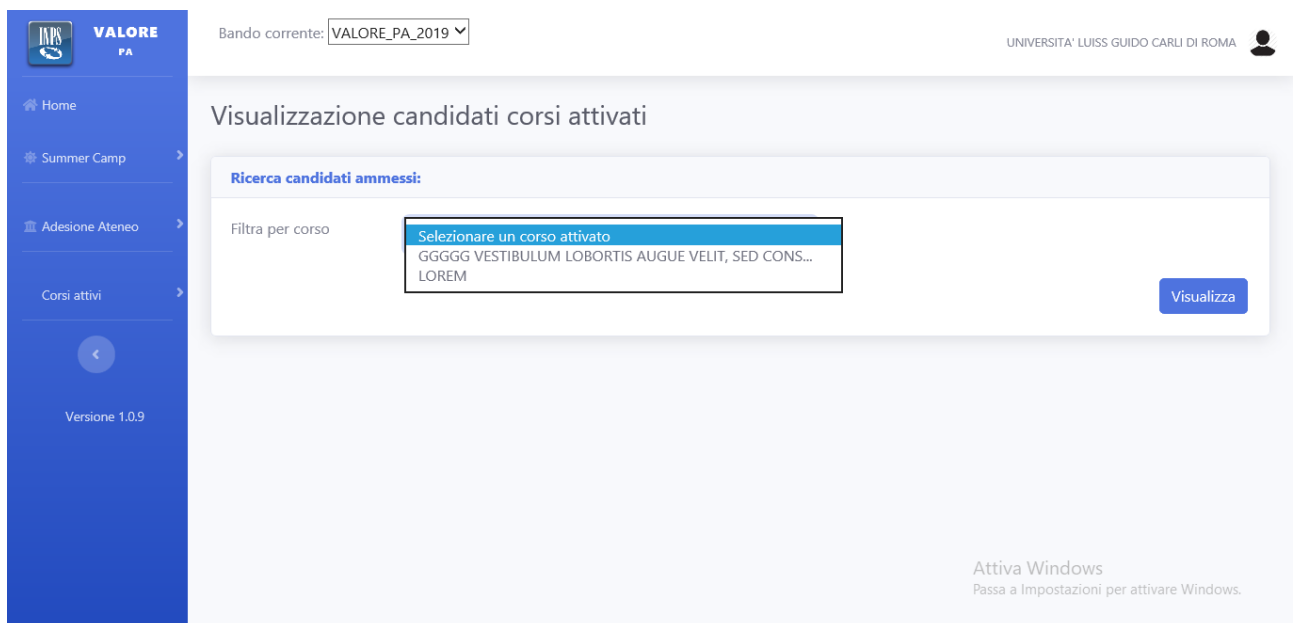 INPS
VALORE
PA
Bando corrente: VALORE_PA_2019
UNIVERSITA' LUISS GUIDO CARLI DI ROMA
Home
Summer Camp
Adesione Ateneo
Corsi attivi
Versione 1.0.9
Visualizzazione candidati corsi attivati
Ricerca candidati ammessi:
Filtra per corso
Selezionare un corso attivato
GGGGG VESTIBULUM LOBORTIS AUGUE VELIT, SED CONS...
LOREM
Visualizza
Attiva Windows
Passa a Impostazioni per attivare Windows.